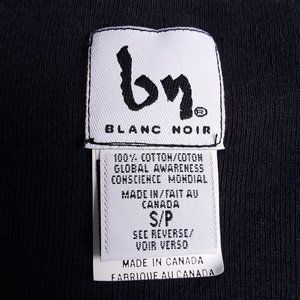 bn®
BLANC NOIR
100% COTTON/COTON
GLOBAL AWARENESS
CONSCIENCE MONDIAL
MADE IN/FAIT AU
CANADA
S/P
SEE REVERSE/
VOIR VERSO
MADE IN CANADA
FABRIQUE AU CANADA